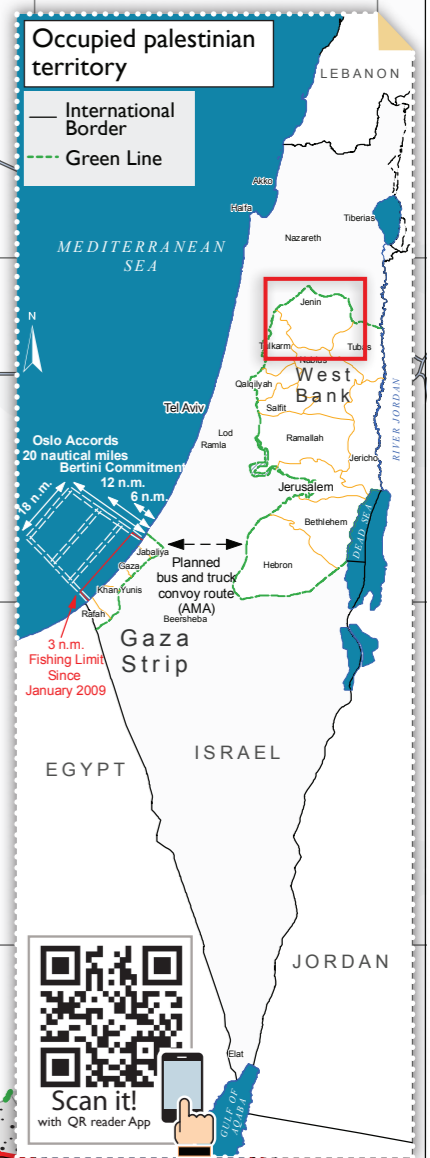 Occupied palestinian
territory
International
Border
Green Line
LEBANON
Akko
Haifa
Tiberias
Nazareth
MEDITERRANEAN
SEA
N
Jenin
Tulkarm
Tubas
Nablus
West
Bank
Qalqilyah
Salfit
Tel Aviv
Lod
Ramla
Ramallah
Jericho
RIVER JORDAN
Oslo Accords
20 nautical miles
Bertini Commitment
12 n.m.
6 n.m.
18 n.m.
Jerusalem
Bethlehem
DEAD SEA
Jabaliya
Gaza
Khan Yunis
Rafah
Planned
bus and truck
convoy route
(AMA)
Hebron
Beersheba
3 n.m.
Fishing Limit
Since
January 2009
Gaza
Strip
ISRAEL
EGYPT
JORDAN
Elat
GULF OF
AQABA
Scan it!
with QR reader App